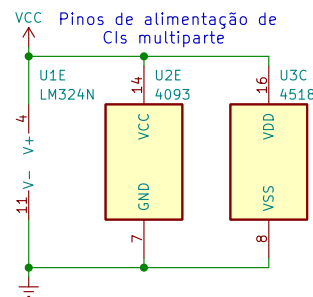 VCC
Pinos de alimentação de
CIs multiparte
U1E
LM324N
U2E
4093
U3C
4518
4
V+
V-
11
14
VCC
GND
7
16
VDD
VSS
8